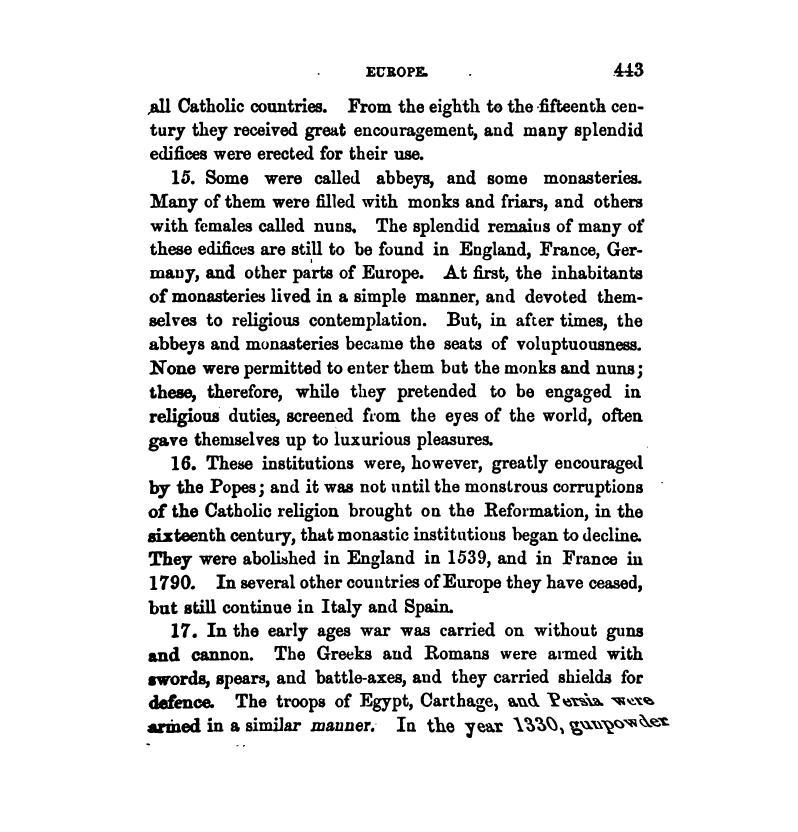 EUROPE. 443
all Catholic countries. From the eighth to the fifteenth cen-
tury they received great encouragement, and many splendid
edifices were erected for their use.
15. Some were called abbeys, and some monasteries.
Many of them were filled with monks and friars, and others
with females called nuns. The splendid remains of many of
these edifices are still to be found in England, France, Ger-
many, and other parts of Europe. At first, the inhabitants
of monasteries lived in a simple manner, and devoted them-
selves to religious contemplation. But, in after times, the
abbeys and monasteries became the seats of voluptuousness.
None were permitted to enter them but the monks and nuns;
these, therefore, while they pretended to be engaged in
religious duties, screened from the eyes of the world, often
gave themselves up to luxurious pleasures.
16. These institutions were, however, greatly encouraged
by the Popes; and it was not until the monstrous corruptions
of the Catholic religion brought on the Reformation, in the
sixteenth century, that monastic institutions began to decline.
They were abolished in England in 1539, and in France in
1790. In several other countries of Europe they have ceased,
but still continue in Italy and Spain.
17. In the early ages war was carried on without guns
and cannon. The Greeks and Romans were armed with
swords, spears, and battle-axes, and they carried shields for
defence. The troops of Egypt, Carthage, and Persia were
armed in a similar manner. In the year 1330, gunpowder